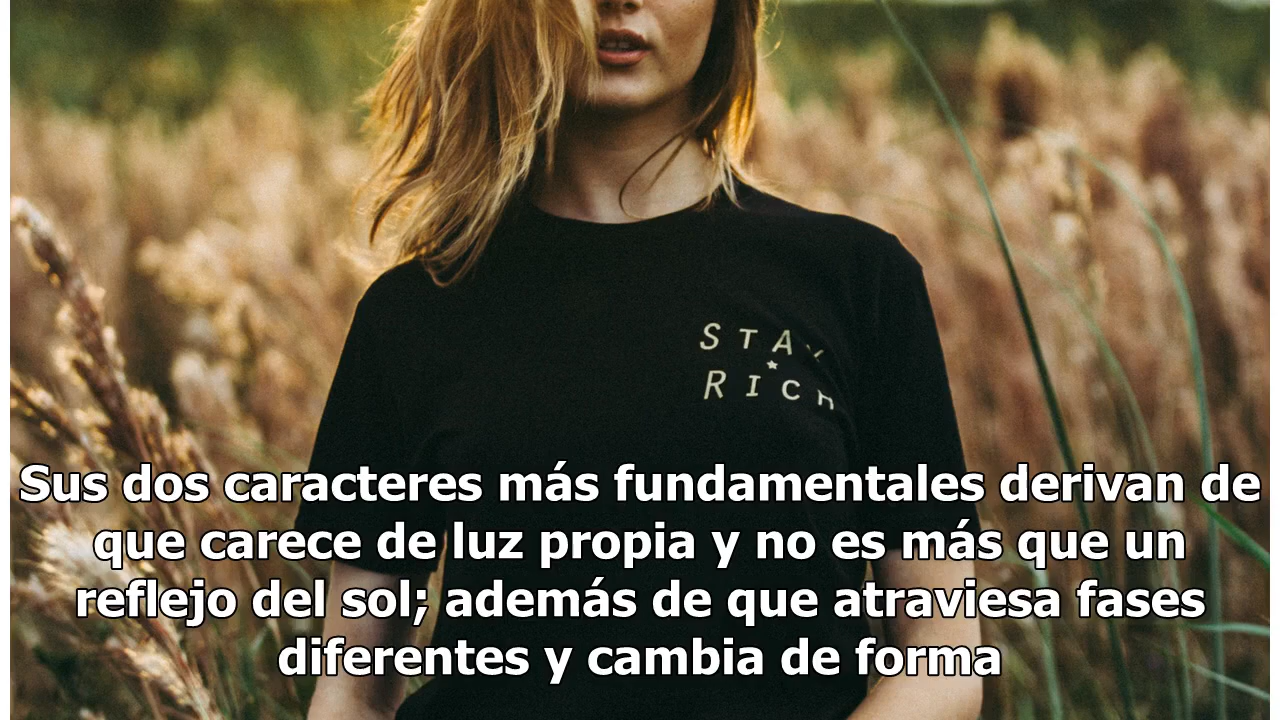 STAY
RICH
Sus dos caracteres más fundamentales derivan de
que carece de luz propia y no es más que un
reflejo del sol; además de que atraviesa fases
diferentes y cambia de forma